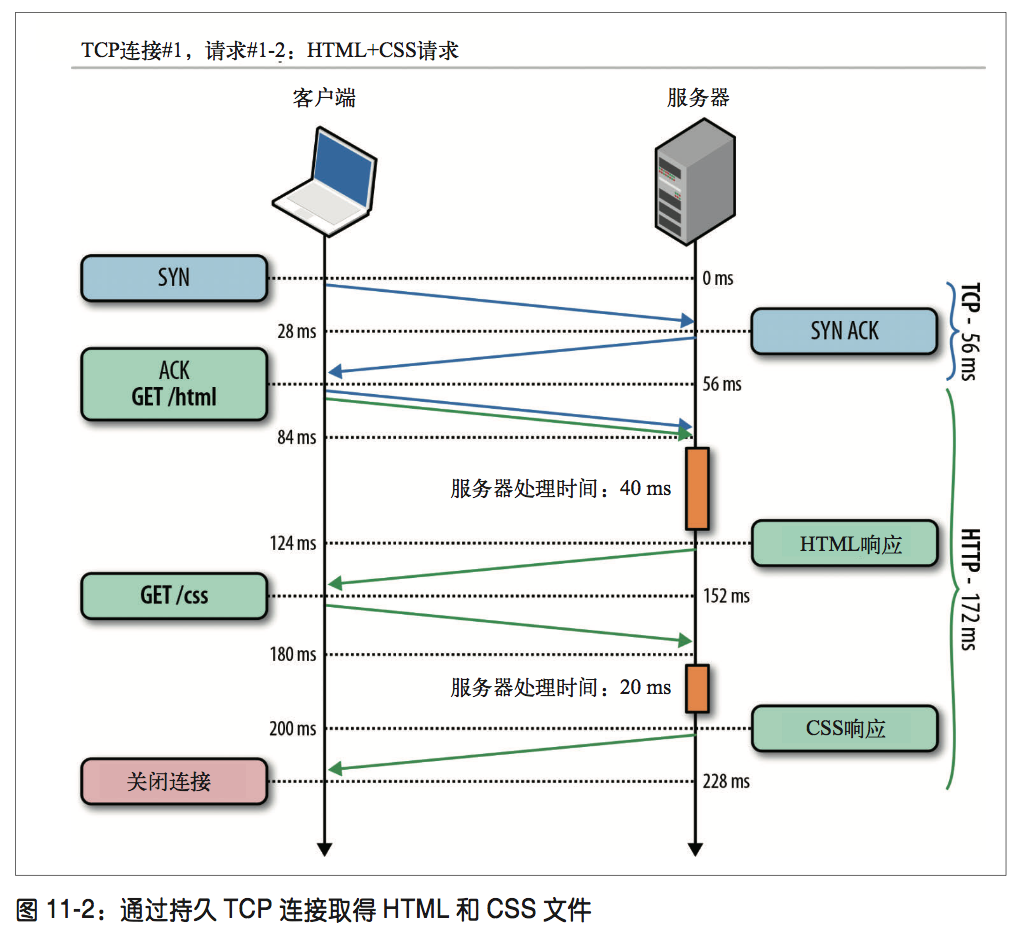 TCP连接#1，请求#1-2：HTML+CSS请求
客户端
服务器
SYN
0 ms
28 ms
SYN ACK
TCP - 56 ms
ACK
GET /html
56 ms
84 ms
服务器处理时间：40 ms
124 ms
HTML响应
HTTP - 172 ms
GET /css
152 ms
180 ms
服务器处理时间：20 ms
200 ms
CSS响应
关闭连接
228 ms
图 11-2：通过持久 TCP 连接取得 HTML 和 CSS 文件